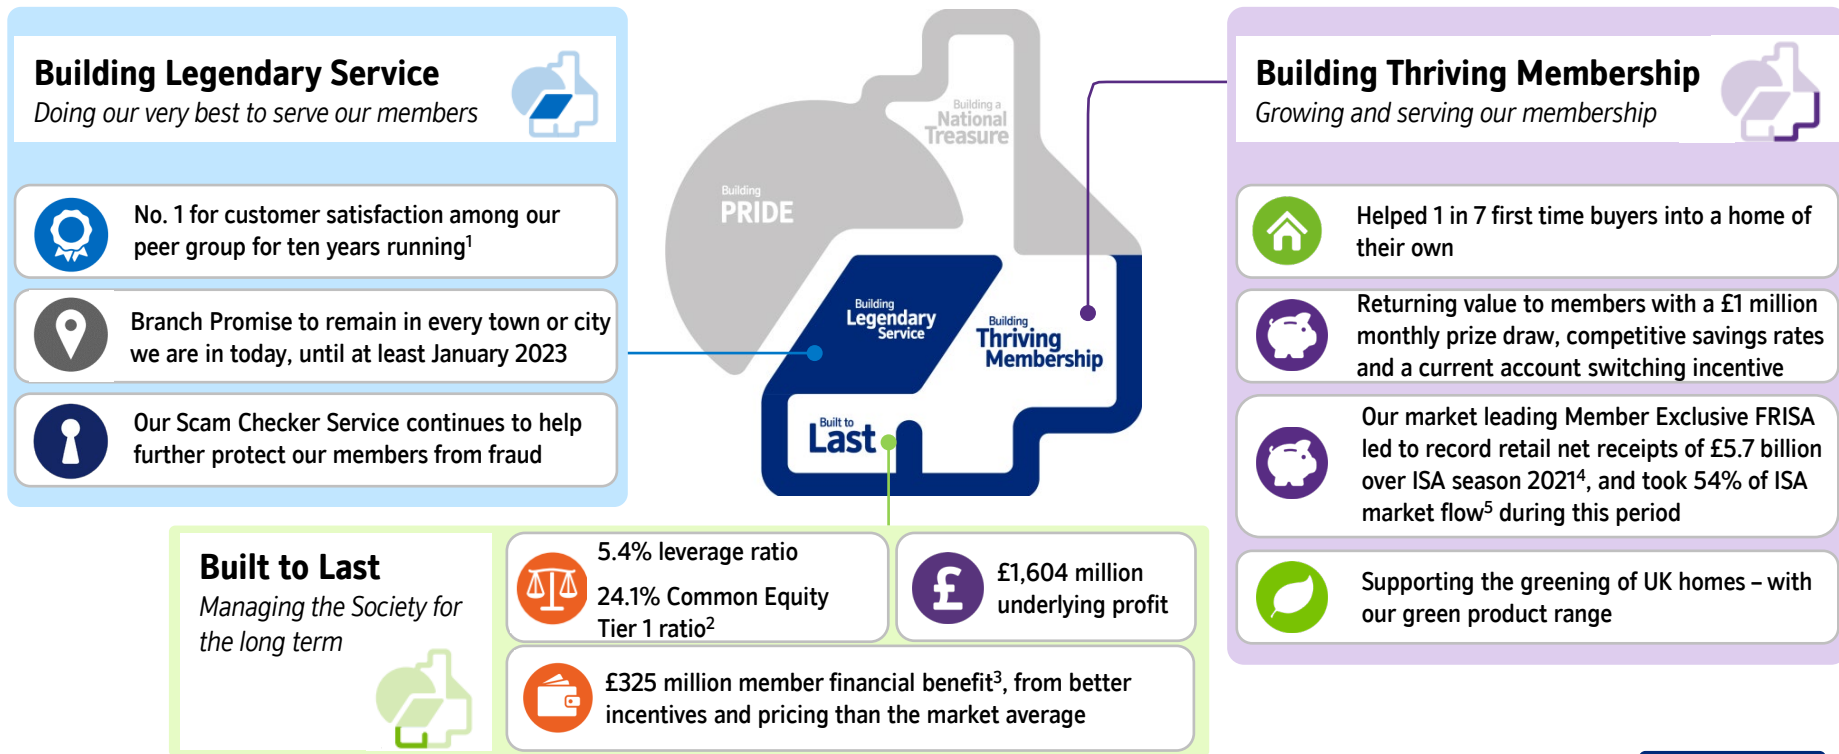 Building Legendary Service
Doing our very best to serve our members
No. 1 for customer satisfaction among our
peer group for ten years running1
Branch Promise to remain in every town or city
we are in today, until at least January 2023
Our Scam Checker Service continues to help
further protect our members from fraud
Building a
National
Treasure
Building
PRIDE
Building
Legendary
Service
Building
Thriving
Membership
Built to
Last
Building Thriving Membership
Growing and serving our membership
Helped 1 in 7 first time buyers into a home of
their own
Returning value to members with a £1 million
monthly prize draw, competitive savings rates
and a current account switching incentive
Our market leading Member Exclusive FRISA
led to record retail net receipts of £5.7 billion
over ISA season 20214, and took 54% of ISA
market flow5 during this period
Supporting the greening of UK homes – with
our green product range
Built to Last
Managing the Society for
the long term
5.4% leverage ratio
24.1% Common Equity
Tier 1 ratio2
£1,604 million
underlying profit
£325 million member financial benefit3, from better
incentives and pricing than the market average